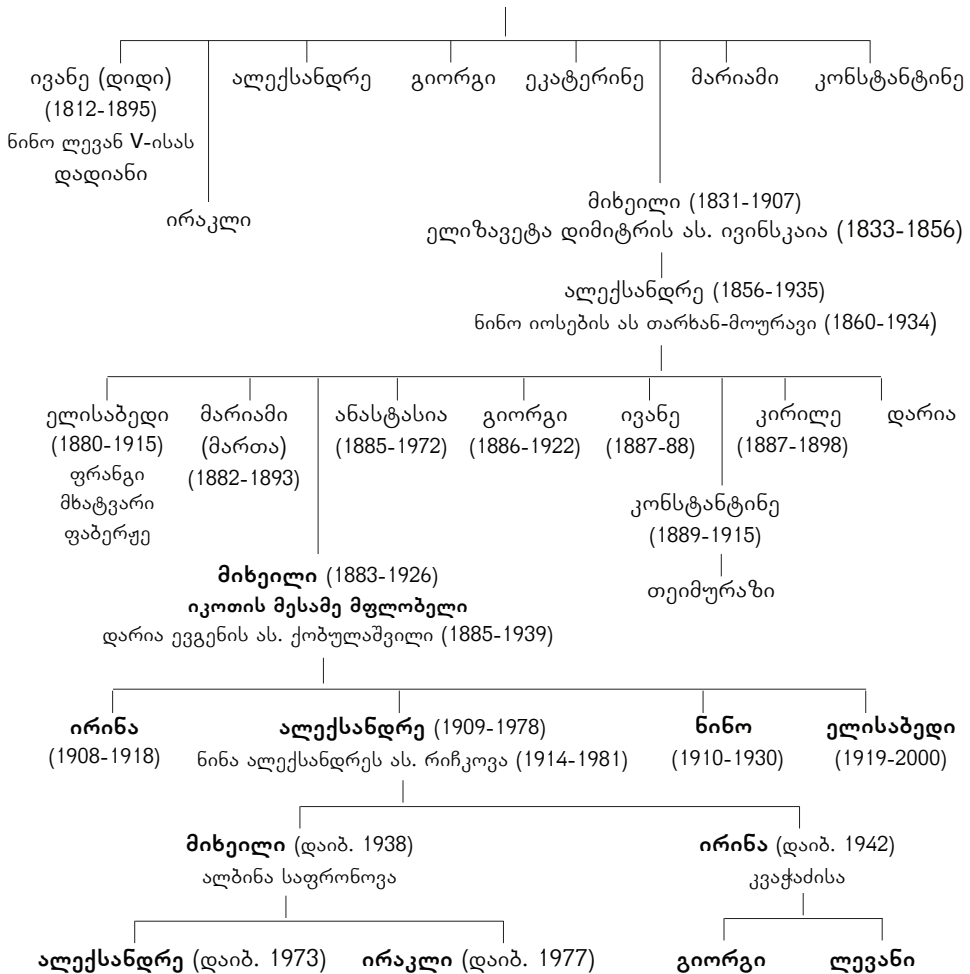 ივანე (დიდი) ალექსანდრე გიორგი ეკატერინე მარიამი კონსტანტინე
(1812-1895)
ნინო ლევან V-ისას
დადიანი
ირაკლი
მიხეილი (1831-1907)
ელიზავეტა დიმიტრის ას. ივინსკაია (1833-1856)
ალექსანდრე (1856-1935)
ნინო იოსების ას თარხან-მოურავი (1860-1934)
ელისაბედი მარიამი ანასტასია გიორგი ივანე კირილე დარია
(1880-1915) (მართა) (1885-1972) (1886-1922) (1887-88) (1887-1898)
ფრანგი (1882-1893)
მხატვარი
ფაბერჟე
კონსტანტინე
(1889-1915)
თეიმურაზი
მიხეილი (1883-1926)
იკოთის მესამე მფლობელი
დარია ევგენის ას. ქობულაშვილი (1885-1939)
ირინა ალექსანდრე (1909-1978) ნინო ელისაბედი
(1908-1918) ნინა ალექსანდრეს ას. რიჩკოვა (1914-1981) (1910-1930) (1919-2000)
მიხეილი (დაიბ. 1938) ირინა (დაიბ. 1942)
ალბინა საფრონოვა კვაჭაძისა
ალექსანდრე (დაიბ. 1973) ირაკლი (დაიბ. 1977) გიორგი ლევანი